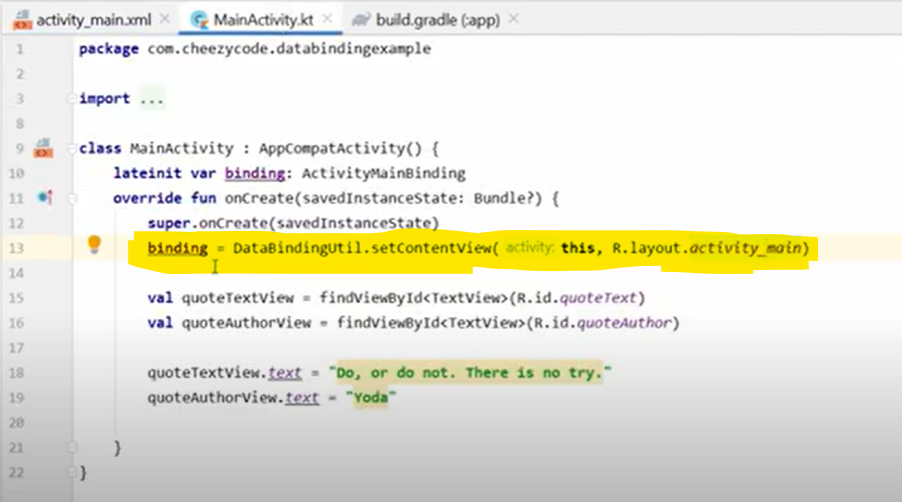 activity_main.xml MainActivity.kt build.gradle (:app)
1 package com.cheezycode.databindingexample
2
3 import ...
8
9 class MainActivity : AppCompatActivity() {
10 lateinit var binding: ActivityMainBinding
11 override fun onCreate(savedInstanceState: Bundle?) {
12 super.onCreate(savedInstanceState)
13 binding = DataBindingUtil.setContentView( activity: this, R.layout.activity_main)
14
15 val quoteTextView = findViewById<TextView>(R.id.quoteText)
16 val quoteAuthorView = findViewById<TextView>(R.id.quoteAuthor)
17
18 quoteTextView.text = "Do, or do not. There is no try."
19 quoteAuthorView.text = "Yoda"
20
21 }
22 }